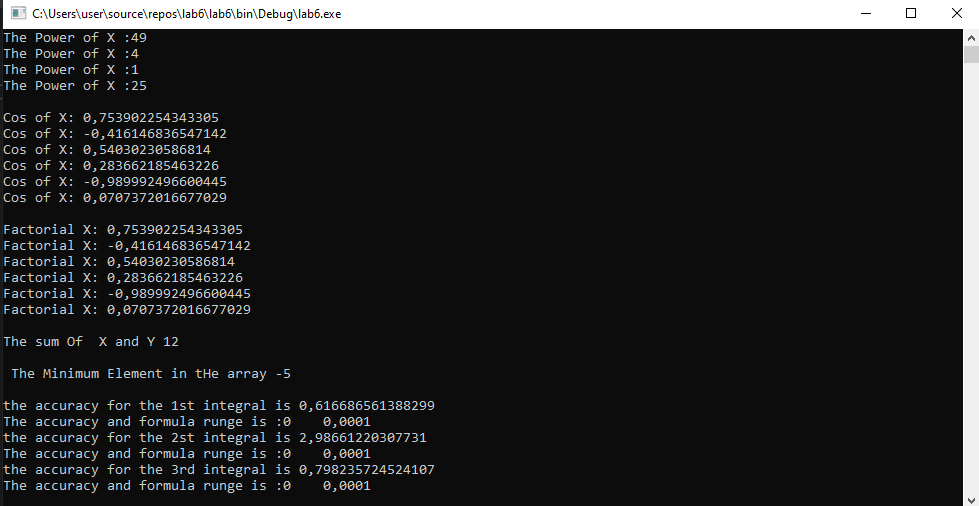 C:\Users\user\source\repos\lab6\lab6\bin\Debug\lab6.exe
The Power of X :49
The Power of X :4
The Power of X :1
The Power of X :25
Cos of X: 0,753902254343305
Cos of X: -0,416146836547142
Cos of X: 0,54030230586814
Cos of X: 0,283662185463226
Cos of X: -0,989992496600445
Cos of X: 0,0707372016677029
Factorial X: 0,753902254343305
Factorial X: -0,416146836547142
Factorial X: 0,54030230586814
Factorial X: 0,283662185463226
Factorial X: -0,989992496600445
Factorial X: 0,0707372016677029
The sum Of  X and Y 12
The Minimum Element in tHe array -5
the accuracy for the 1st integral is 0,616686561388299
The accuracy and formula runge is :0    0,0001
the accuracy for the 2st integral is 2,98661220307731
The accuracy and formula runge is :0    0,0001
the accuracy for the 3rd integral is 0,798235724524107
The accuracy and formula runge is :0    0,0001